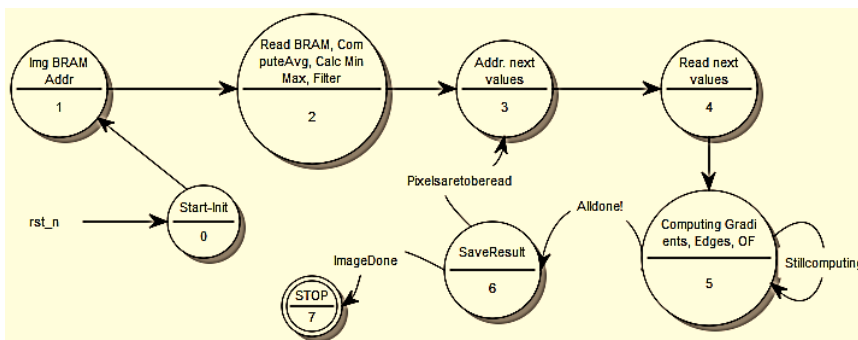 Img BRAM
Addr
1
Read BRAM, Com
puteAvg, Calc Min
Max, Filter
2
Addr. next
values
3
Read next
values
4
Pixelsaretoberead
rst_n
Start-Init
0
Alldone!
Computing Gradi
ents, Edges, OF
5
Stillcomputing
SaveResult
6
ImageDone
STOP
7